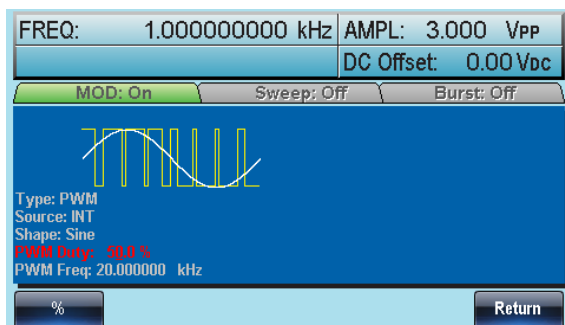 FREQ: 1.000000000 kHz AMPL: 3.000 VPP
DC Offset: 0.00 VDC
MOD: On Sweep: Off Burst: Off
Type: PWM
Source: INT
Shape: Sine
PWM Duty: 50.0 %
PWM Freq: 20.000000 kHz
% Return